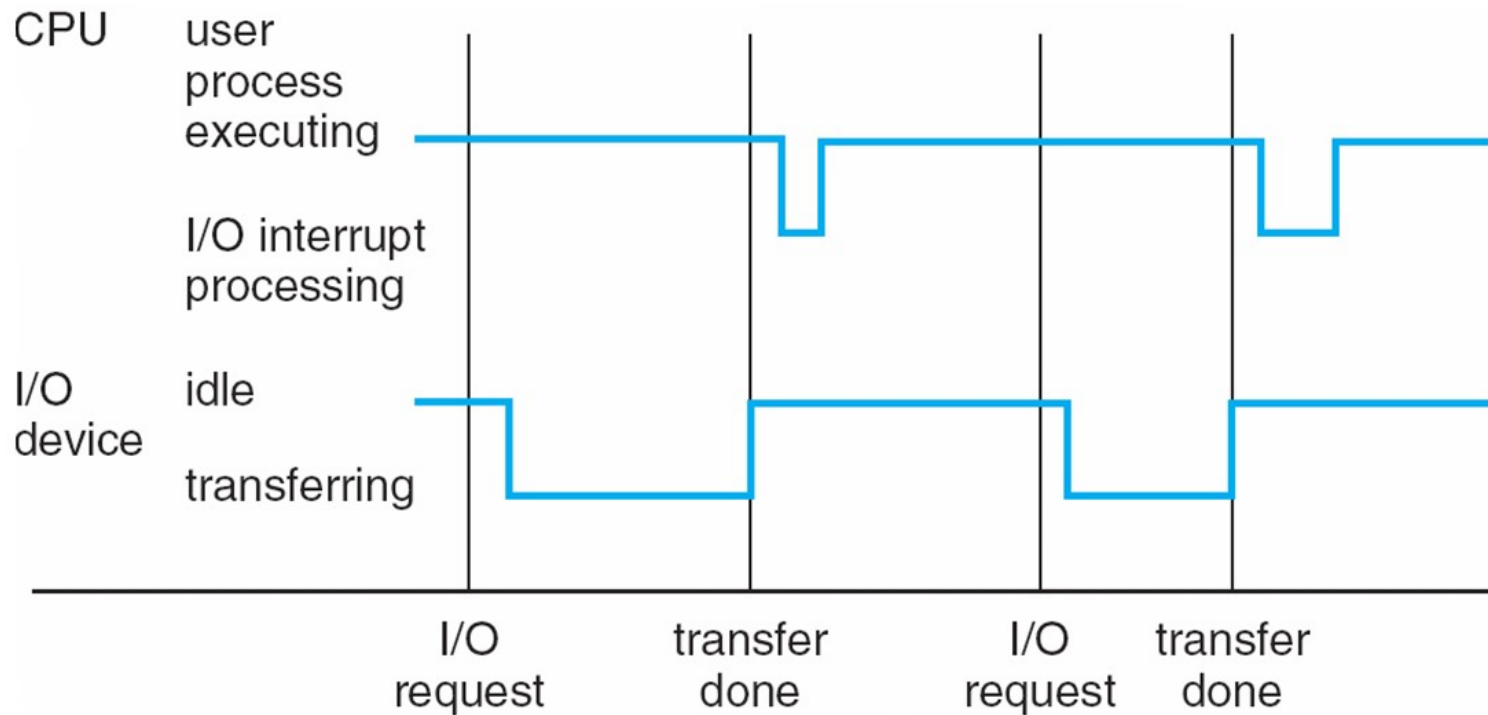 CPU user
process
executing
I/O interrupt
processing
I/O idle
device
transferring
I/O transfer I/O transfer
request done request done